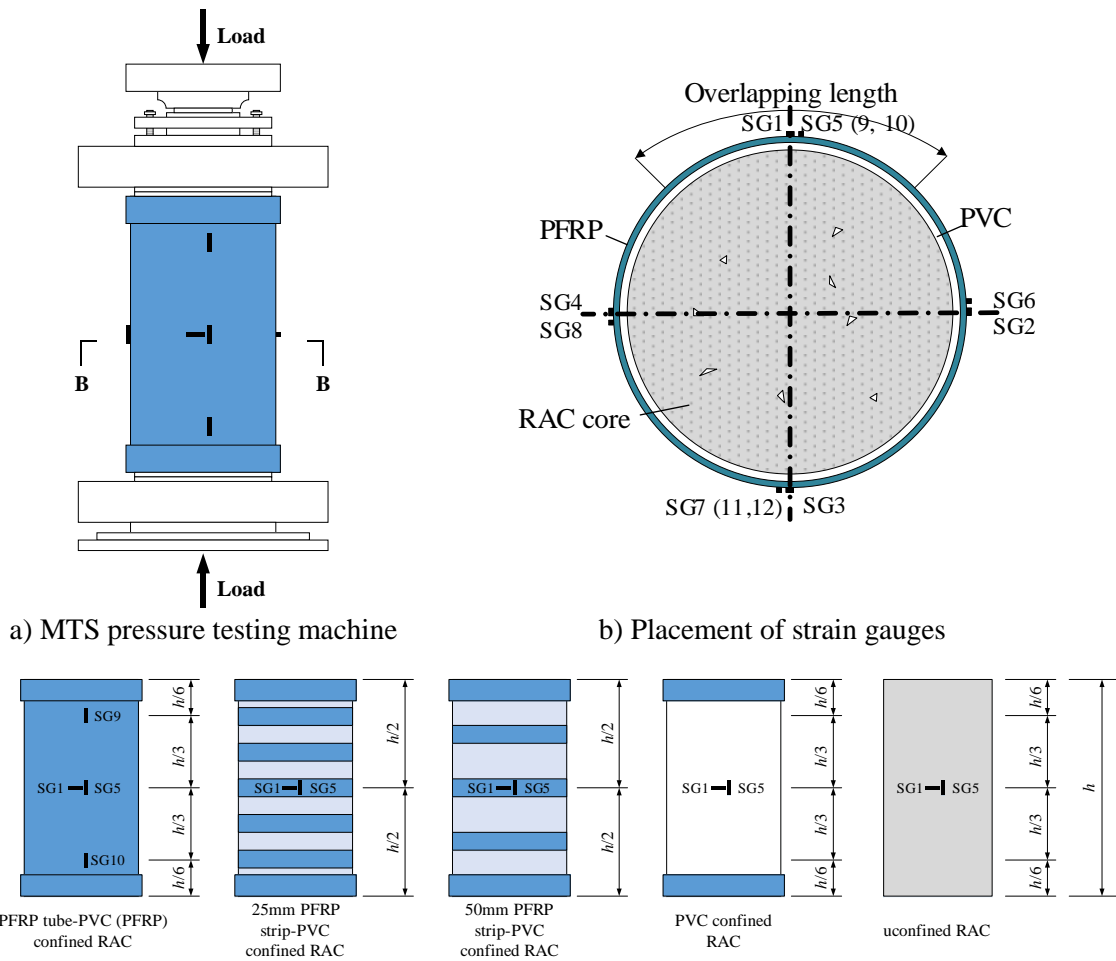 Load
B
B
Load
a) MTS pressure testing machine
Overlapping length
SG1 SG5 (9, 10)
PFRP
PVC
SG4
SG8
SG6
SG2
RAC core
SG7 (11,12) SG3
b) Placement of strain gauges
SG9
SG1 SG5
SG10
h/6
h/3
h/3
h/6
PFRP tube-PVC (PFRP)
confined RAC
SG1 SG5
h/2
h/2
25mm PFRP
strip-PVC
confined RAC
SG1 SG5
h/2
h/2
50mm PFRP
strip-PVC
confined RAC
SG1 SG5
h/6
h/3
h/3
h/6
PVC confined
RAC
SG1 SG5
h/6
h/3
h/3
h/6
h
uconfined RAC